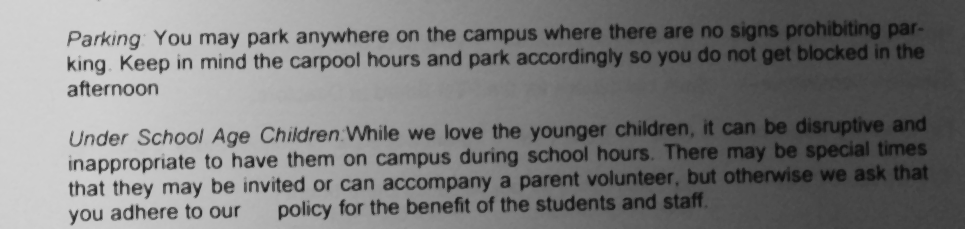 Parking: You may park anywhere on the campus where there are no signs prohibiting par-
king. Keep in mind the carpool hours and park accordingly so you do not get blocked in the
afternoon
Under School Age Children:While we love the younger children, it can be disruptive and
inappropriate to have them on campus during school hours. There may be special times
that they may be invited or can accompany a parent volunteer, but otherwise we ask that
you adhere to our policy for the benefit of the students and staff.